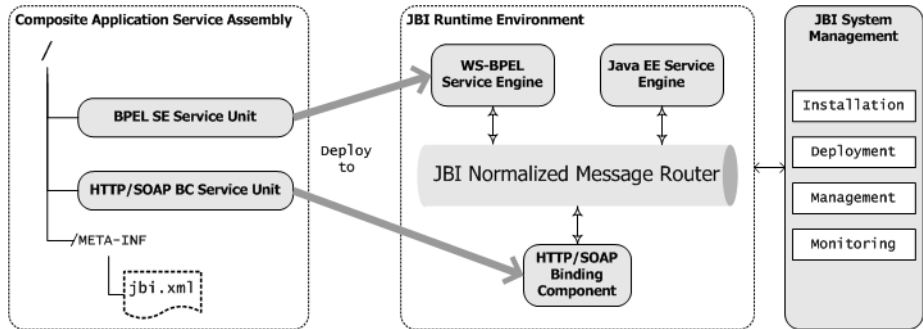 Composite Application Service Assembly
/
BPEL SE Service Unit
HTTP/SOAP BC Service Unit
/META-INF
jbi.xml
Deploy
to
JBI Runtime Environment
WS-BPEL
Service Engine
Java EE Service
Engine
JBI Normalized Message Router
HTTP/SOAP
Binding
Component
JBI System
Management
Installation
Deployment
Management
Monitoring